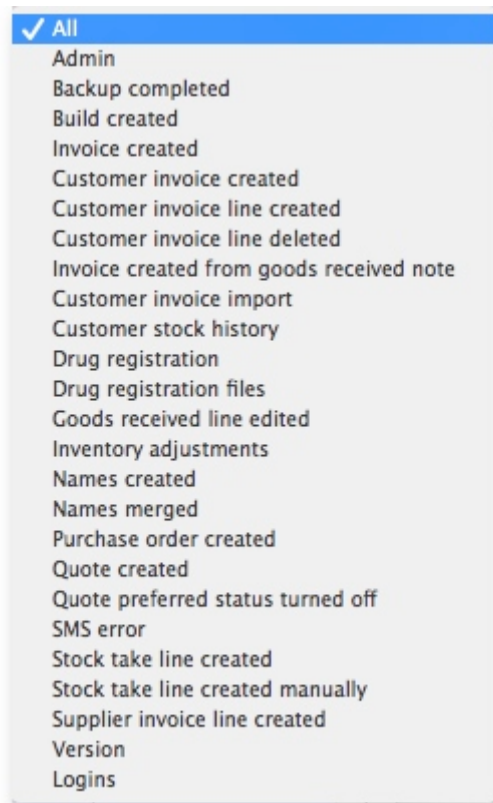 All
Admin
Backup completed
Build created
Invoice created
Customer invoice created
Customer invoice line created
Customer invoice line deleted
Invoice created from goods received note
Customer invoice import
Customer stock history
Drug registration
Drug registration files
Goods received line edited
Inventory adjustments
Names created
Names merged
Purchase order created
Quote created
Quote preferred status turned off
SMS error
Stock take line created
Stock take line created manually
Supplier invoice line created
Version
Logins